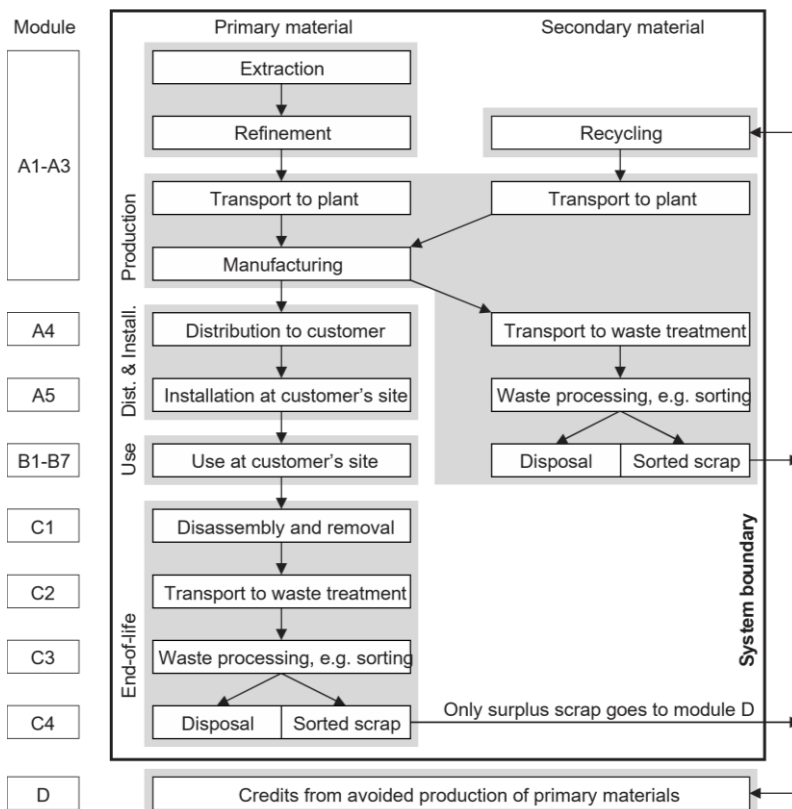 Module
Primary material
Secondary material
A1-A3
Extraction
Refinement
Recycling
Production
Transport to plant
Transport to plant
Manufacturing
A4
Dist. & Install.
Distribution to customer
Transport to waste treatment
A5
Installation at customer's site
Waste processing, e.g. sorting
B1-B7
Use
Use at customer's site
Disposal
Sorted scrap
System boundary
C1
End-of-life
Disassembly and removal
C2
Transport to waste treatment
C3
Waste processing, e.g. sorting
C4
Disposal
Sorted scrap
Only surplus scrap goes to module D
D
Credits from avoided production of primary materials